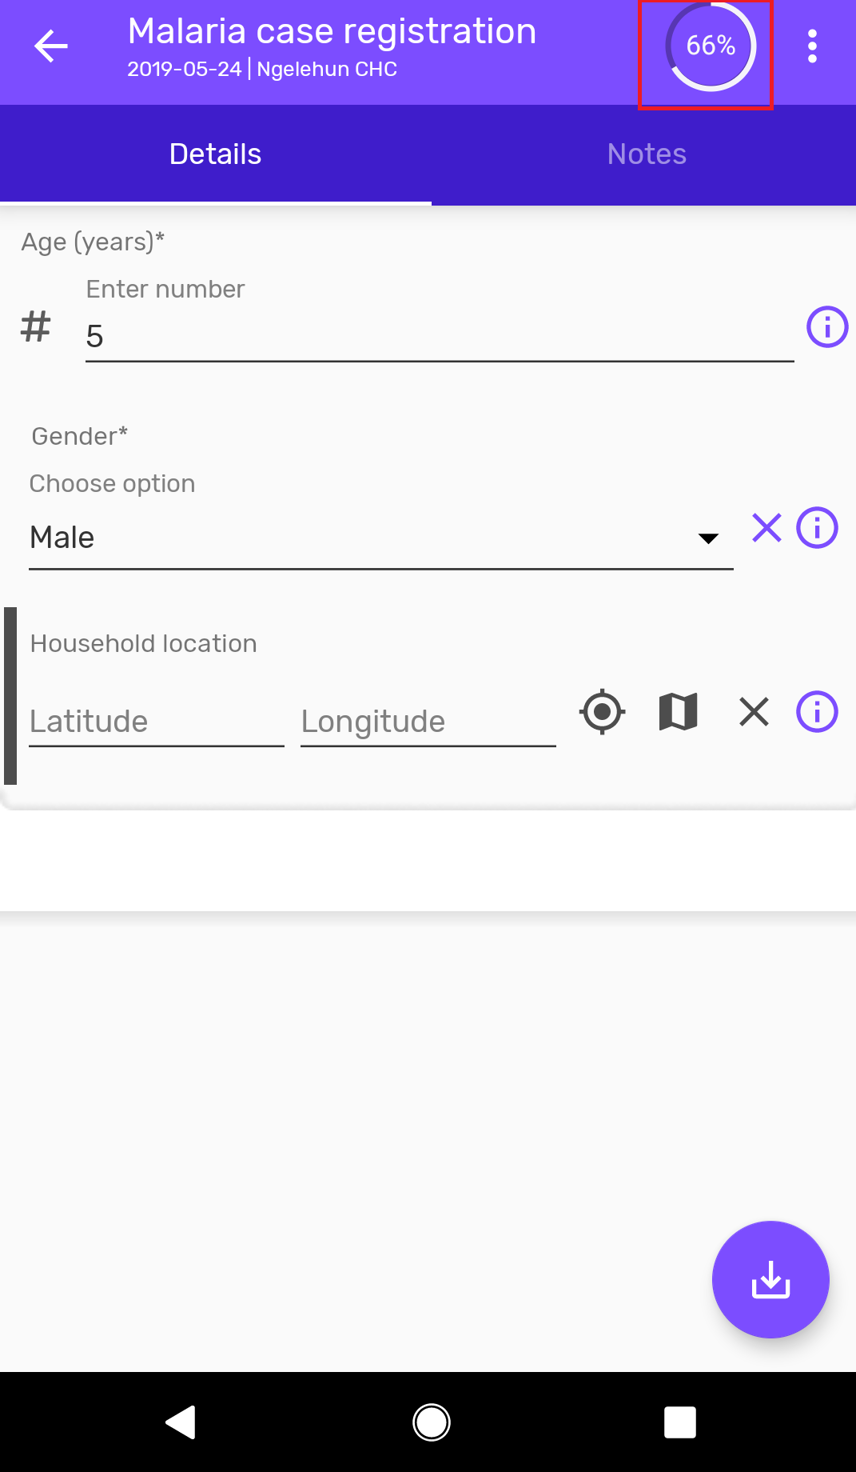 Malaria case registration
2019-05-24 | Ngelehun CHC
66%
Details
Notes
Age (years)*
Enter number
# 5
Gender*
Choose option
Male
Household location
Latitude Longitude